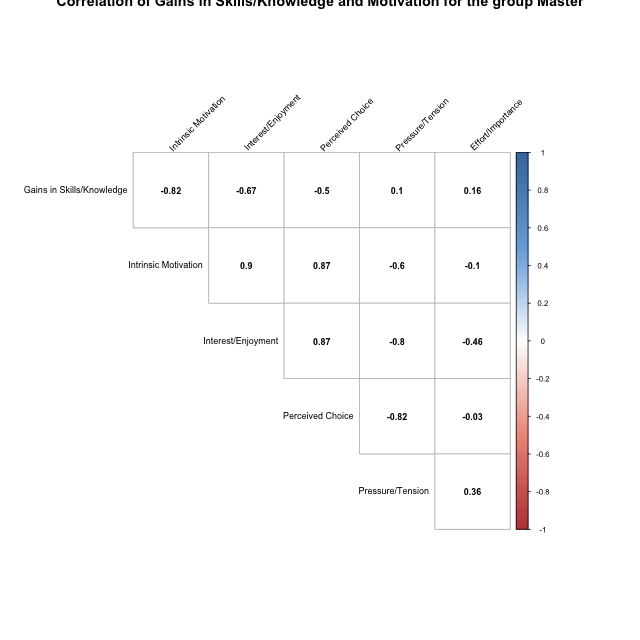 Correlation of Gains in Skills/Knowledge and Motivation for the group Master
Intrinsic Motivation
Interest/Enjoyment
Perceived Choice
Pressure/Tension
Effort/Importance
Gains in Skills/Knowledge -0.82 -0.67 -0.5 0.1 0.16
Intrinsic Motivation 0.9 0.87 -0.6 -0.1
Interest/Enjoyment 0.87 -0.8 -0.46
Perceived Choice -0.82 -0.03
Pressure/Tension 0.36
1
0.8
0.6
0.4
0.2
0
-0.2
-0.4
-0.6
-0.8
-1